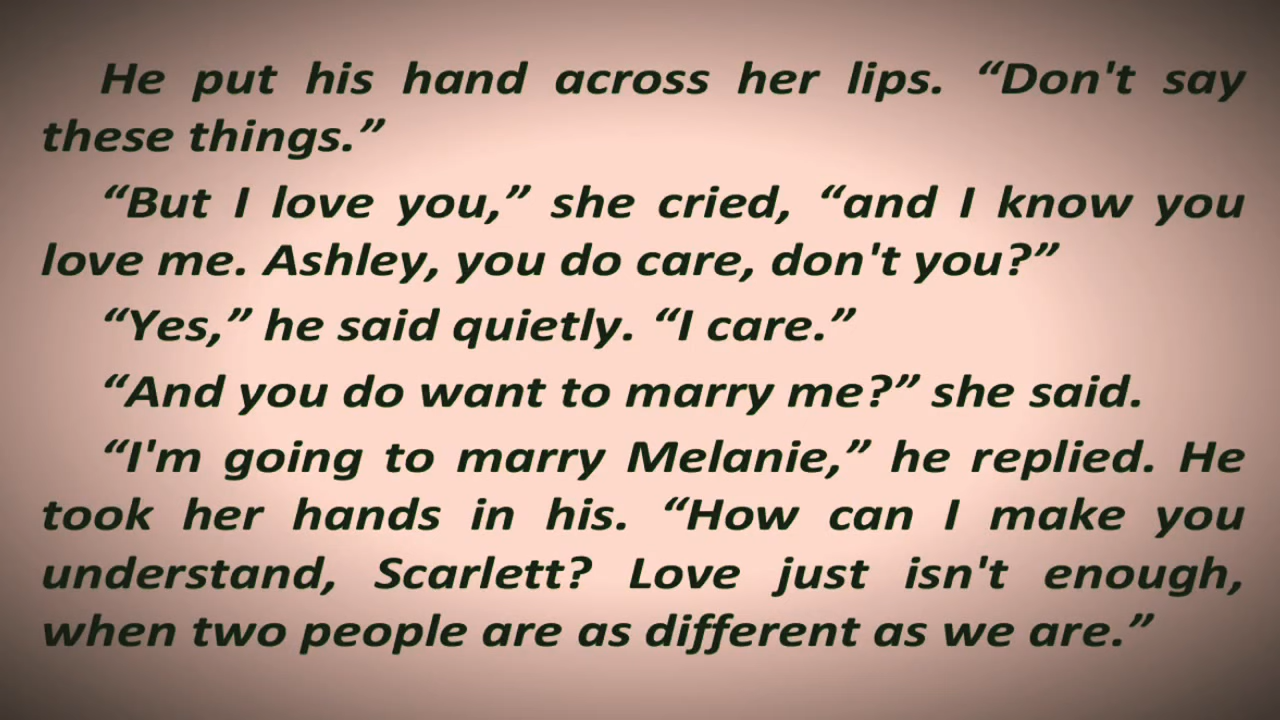 He put his hand across her lips. “Don't say
these things.”
“But I love you,” she cried, “and I know you
love me. Ashley, you do care, don't you?”
“Yes,” he said quietly. “I care.”
“And you do want to marry me?” she said.
“I'm going to marry Melanie,” he replied. He
took her hands in his. “How can I make you
understand, Scarlett? Love just isn't enough,
when two people are as different as we are.”